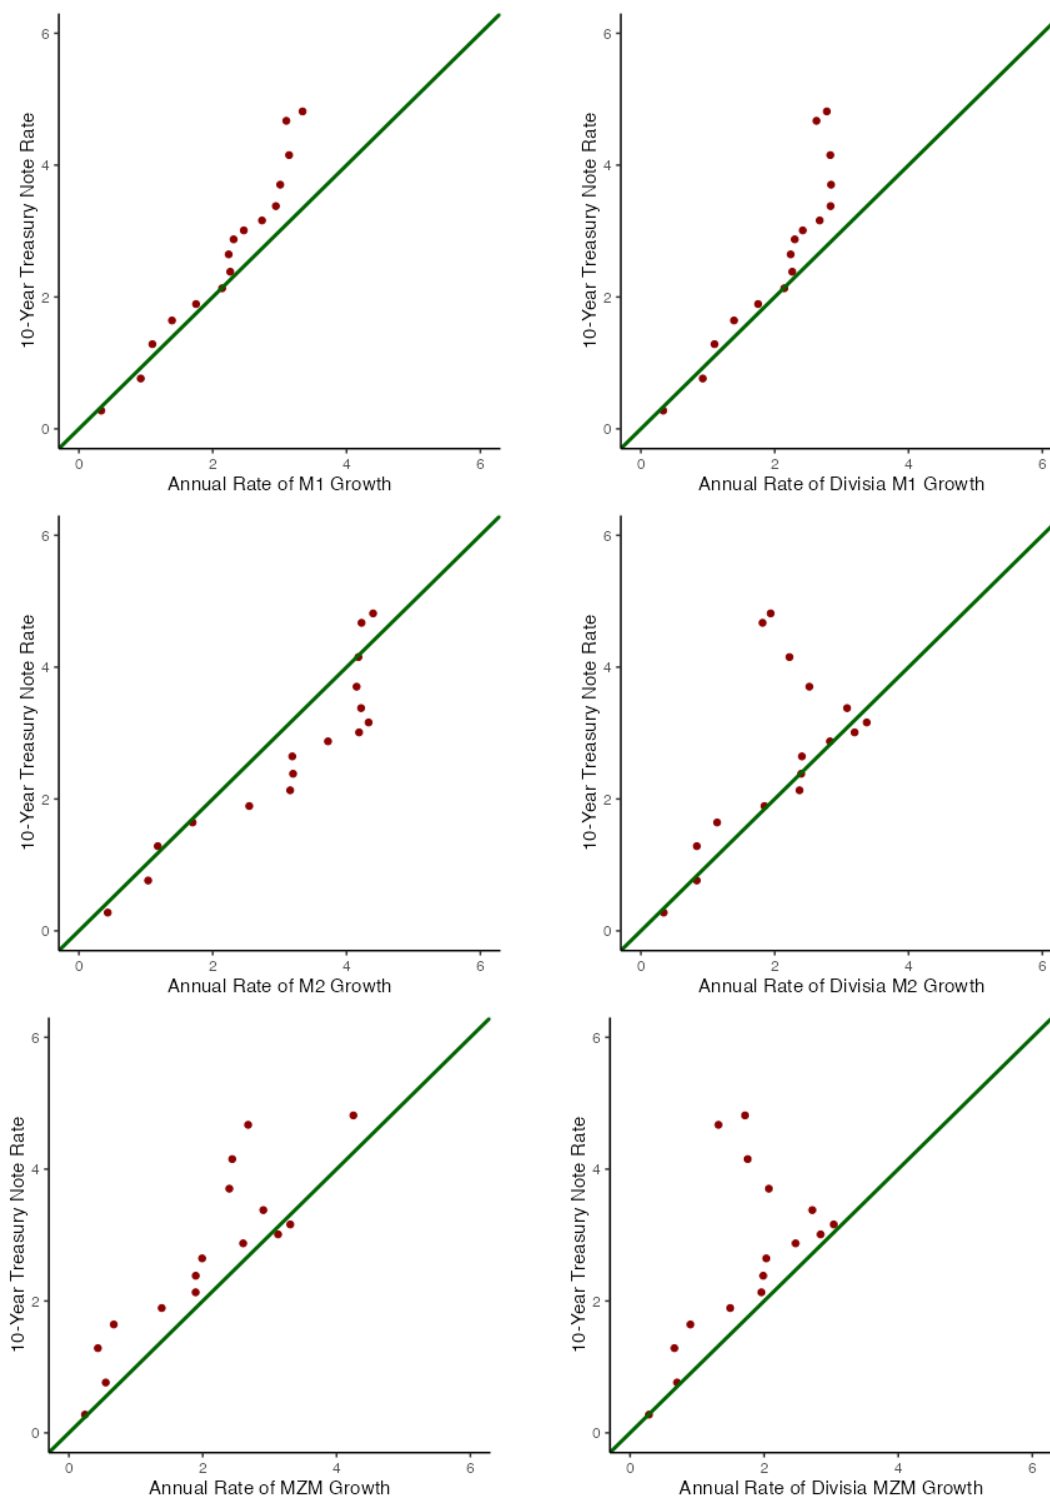 6
4
2
0
10-Year Treasury Note Rate
0 2 4 6
Annual Rate of M1 Growth
6
4
2
0
10-Year Treasury Note Rate
0 2 4 6
Annual Rate of Divisia M1 Growth
6
4
2
0
10-Year Treasury Note Rate
0 2 4 6
Annual Rate of M2 Growth
6
4
2
0
10-Year Treasury Note Rate
0 2 4 6
Annual Rate of Divisia M2 Growth
6
4
2
0
10-Year Treasury Note Rate
0 2 4 6
Annual Rate of MZM Growth
6
4
2
0
10-Year Treasury Note Rate
0 2 4 6
Annual Rate of Divisia MZM Growth